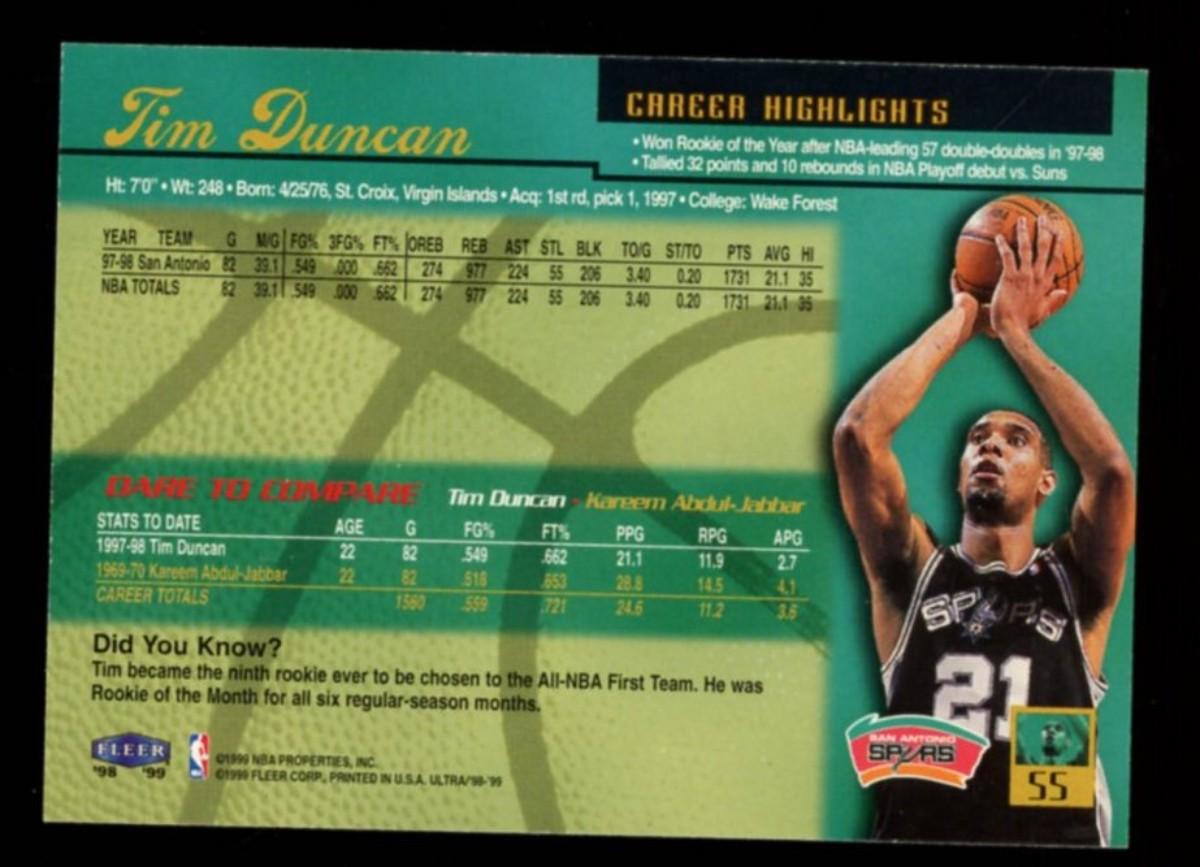 Tim Duncan
CAREER HIGHLIGHTS
• Won Rookie of the Year after NBA-leading 57 double-doubles in '97-98
• Tallied 32 points and 10 rebounds in NBA Playoff debut vs. Suns
Ht: 7'0" • Wt: 248 • Born: 4/25/76, St. Croix, Virgin Islands • Acq: 1st rd, pick 1, 1997 • College: Wake Forest
YEAR TEAM G M/G FG% 3FG% FT% OREB REB AST STL BLK TO/G ST/TO PTS AVG HI
97-98 San Antonio 82 39.1 .549 .000 .662 274 977 224 55 206 3.40 0.20 1731 21.1 35
NBA TOTALS 82 39.1 .549 .000 .662 274 977 224 55 206 3.40 0.20 1731 21.1 35
DARE TO COMPARE Tim Duncan - Kareem Abdul-Jabbar
STATS TO DATE AGE G FG% FT% PPG RPG APG
1997-98 Tim Duncan 22 82 .549 .662 21.1 11.9 2.7
1969-70 Kareem Abdul-Jabbar 22 82 .518 .653 28.8 14.5 4.1
CAREER TOTALS 1560 .559 .721 24.6 11.2 3.6
Did You Know?
Tim became the ninth rookie ever to be chosen to the All-NBA First Team. He was
Rookie of the Month for all six regular-season months.
FLEER
'98 '99
©1999 NBA PROPERTIES, INC.
©1999 FLEER CORP., PRINTED IN U.S.A. ULTRA/'98-'99
SPURS
21
SAN ANTONIO
SPURS
55